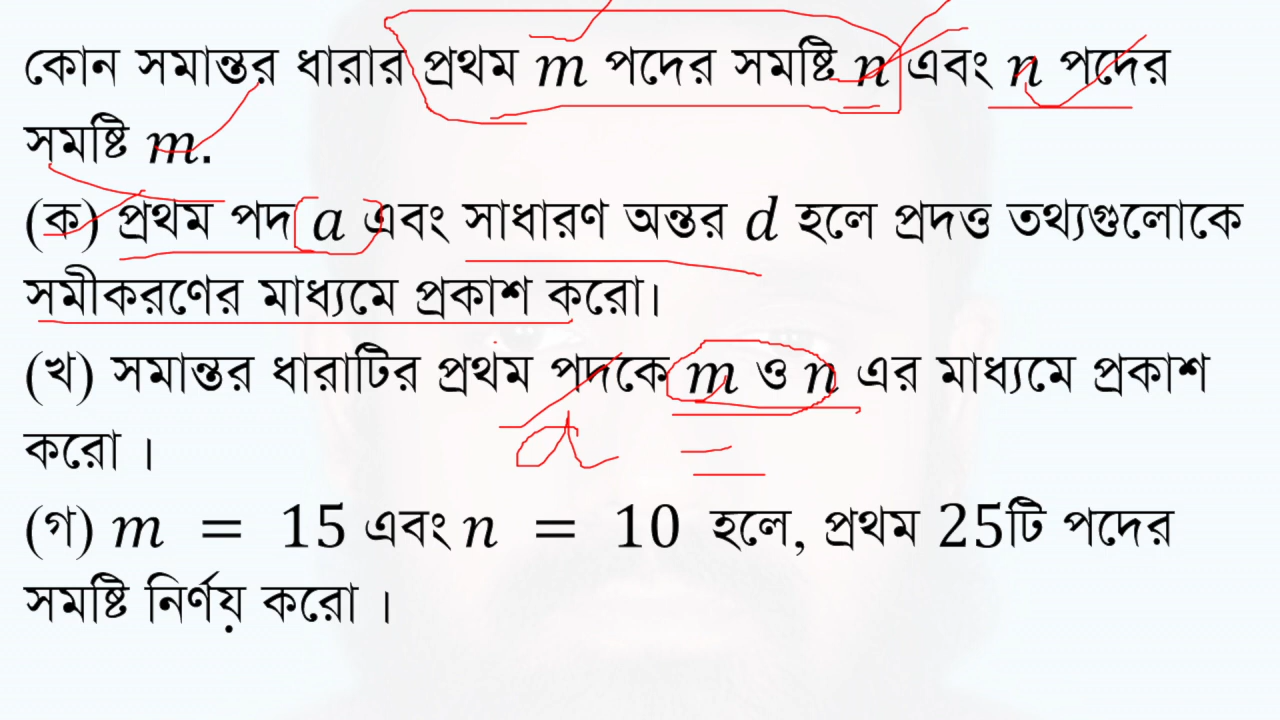 কোন সমান্তর ধারার প্রথম m পদের সমষ্টি n এবং n পদের
সমষ্টি m.
(ক) প্রথম পদ a এবং সাধারণ অন্তর d হলে প্রদত্ত তথ্যগুলোকে
সমীকরণের মাধ্যমে প্রকাশ করো।
(খ) সমান্তর ধারাটির প্রথম পদকে m ও n এর মাধ্যমে প্রকাশ
করো ।
a =
(গ) m = 15 এবং n = 10 হলে, প্রথম 25টি পদের
সমষ্টি নির্ণয় করো ।